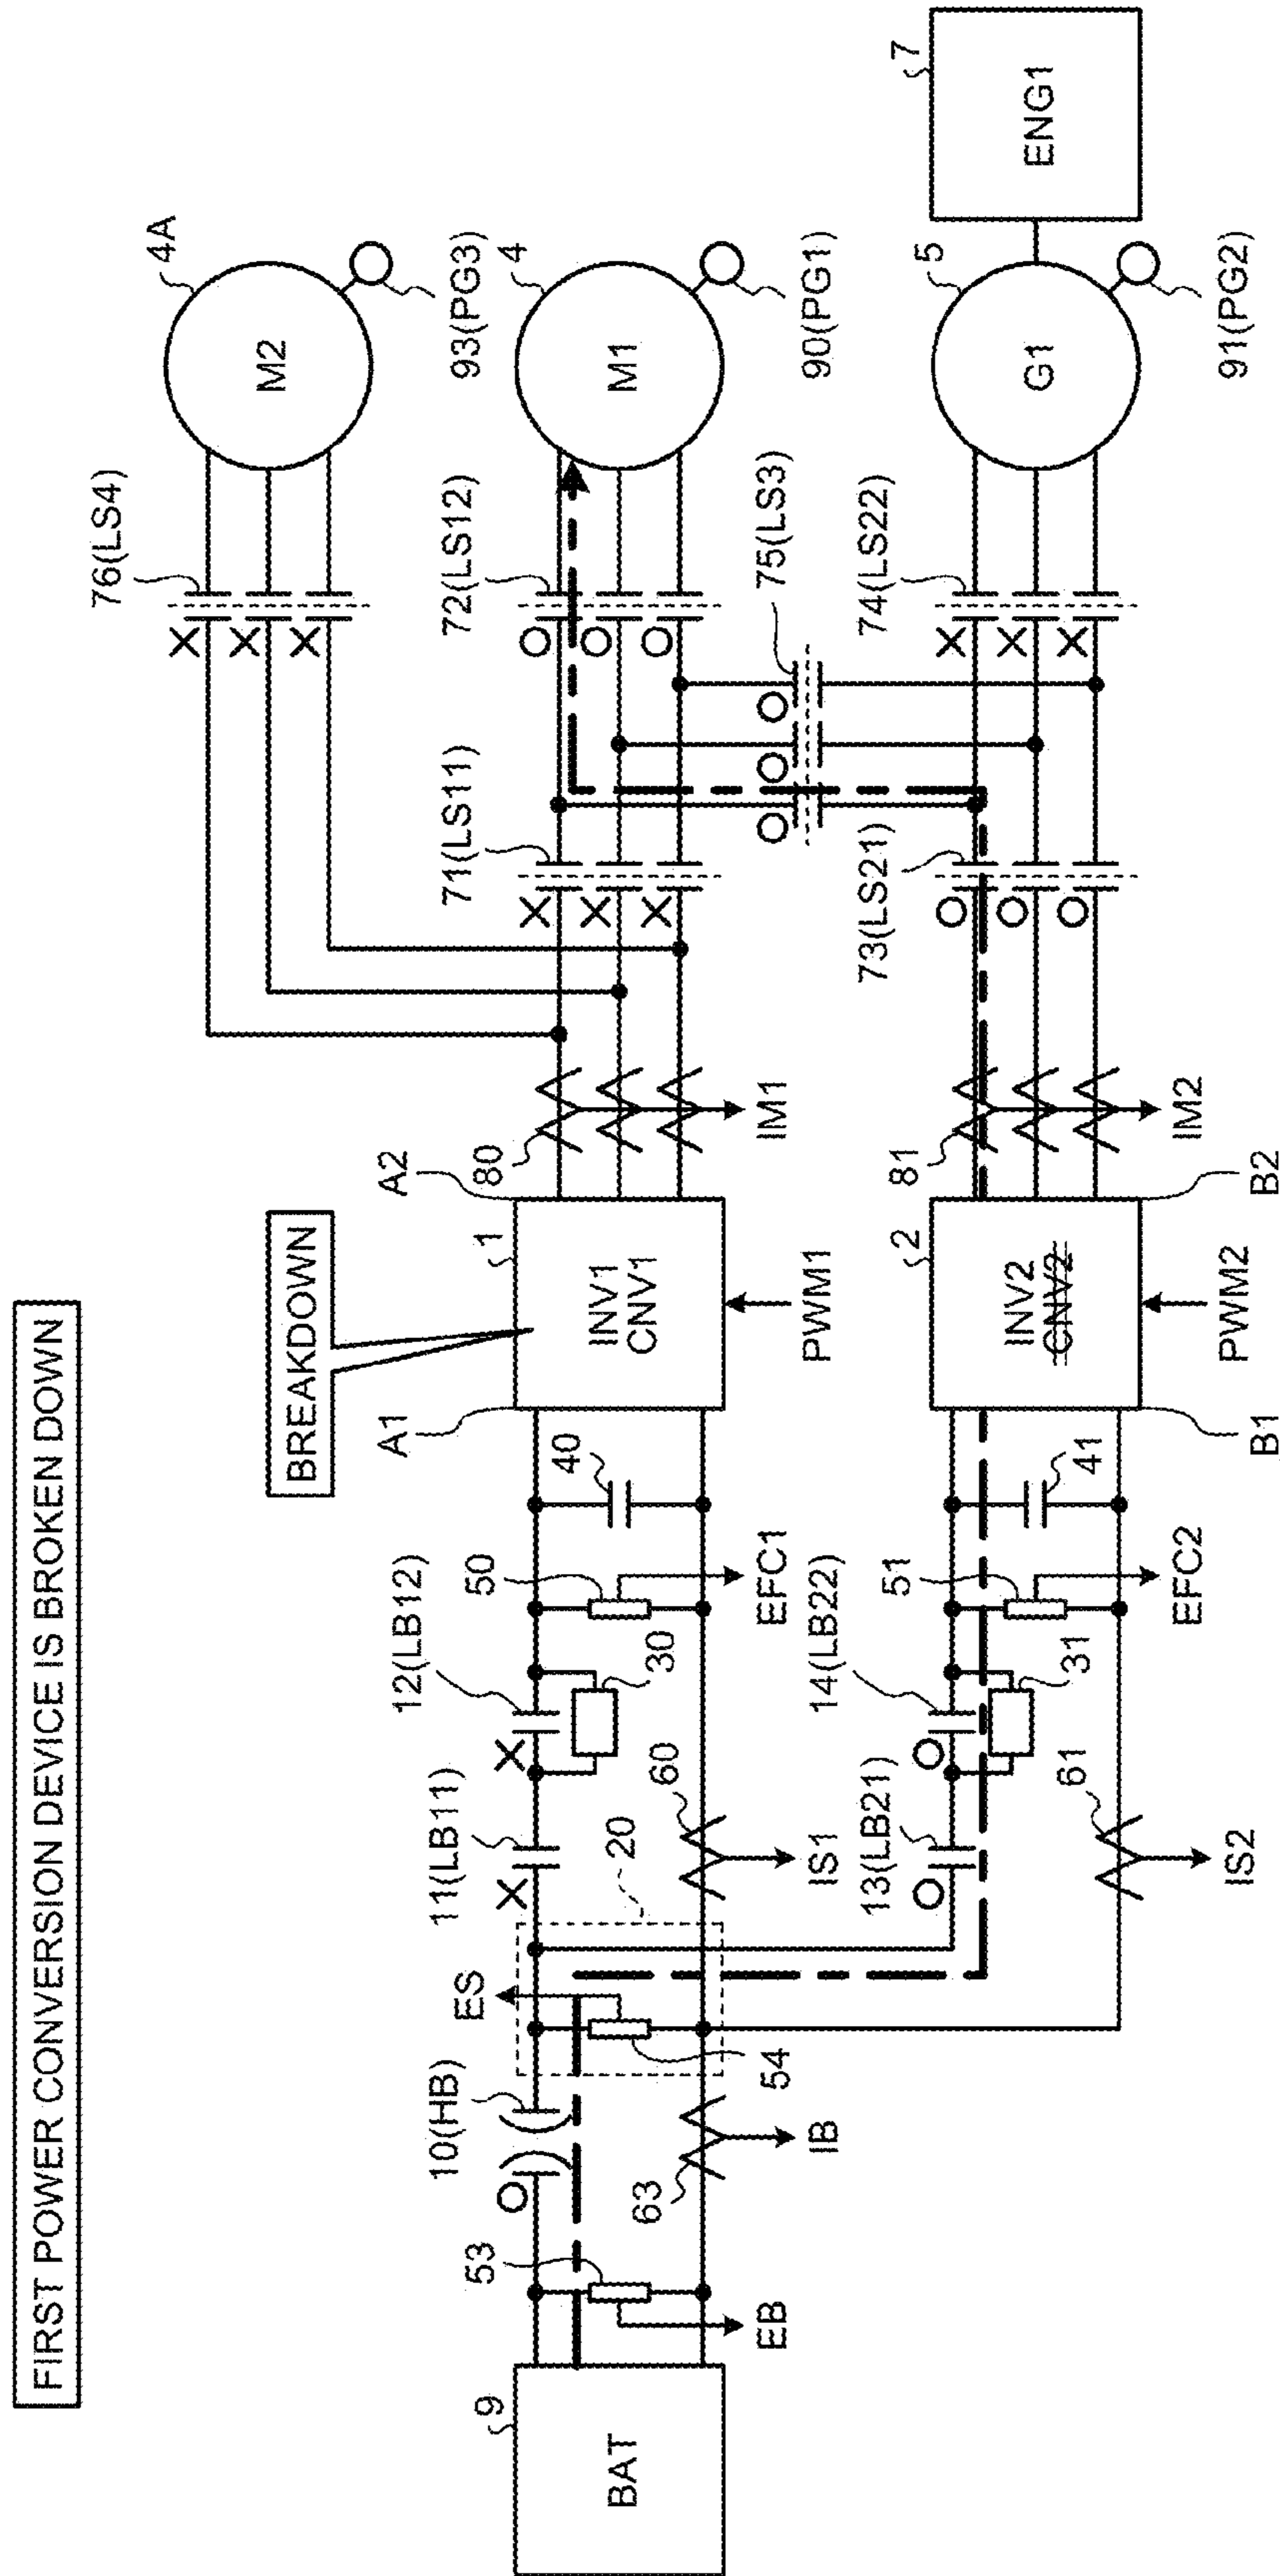 FIRST POWER CONVERSION DEVICE IS BROKEN DOWN
BREAKDOWN
76(LS4)
4A
M2
93(PG3)
71(LS11)
72(LS12)
4
M1
90(PG1)
75(LS3)
9
BAT
53
EB
10(HB)
ES
63
IB
54
20
11(LB11)
12(LB12)
30
60
IS1
50
EFC1
40
A1
1
A2
INV1
CNV1
PWM1
80
IM1
13(LB21)
14(LB22)
31
61
IS2
51
EFC2
41
B1
2
B2
INV2
CNV2
PWM2
81
IM2
73(LS21)
74(LS22)
5
G1
91(PG2)
7
ENG1